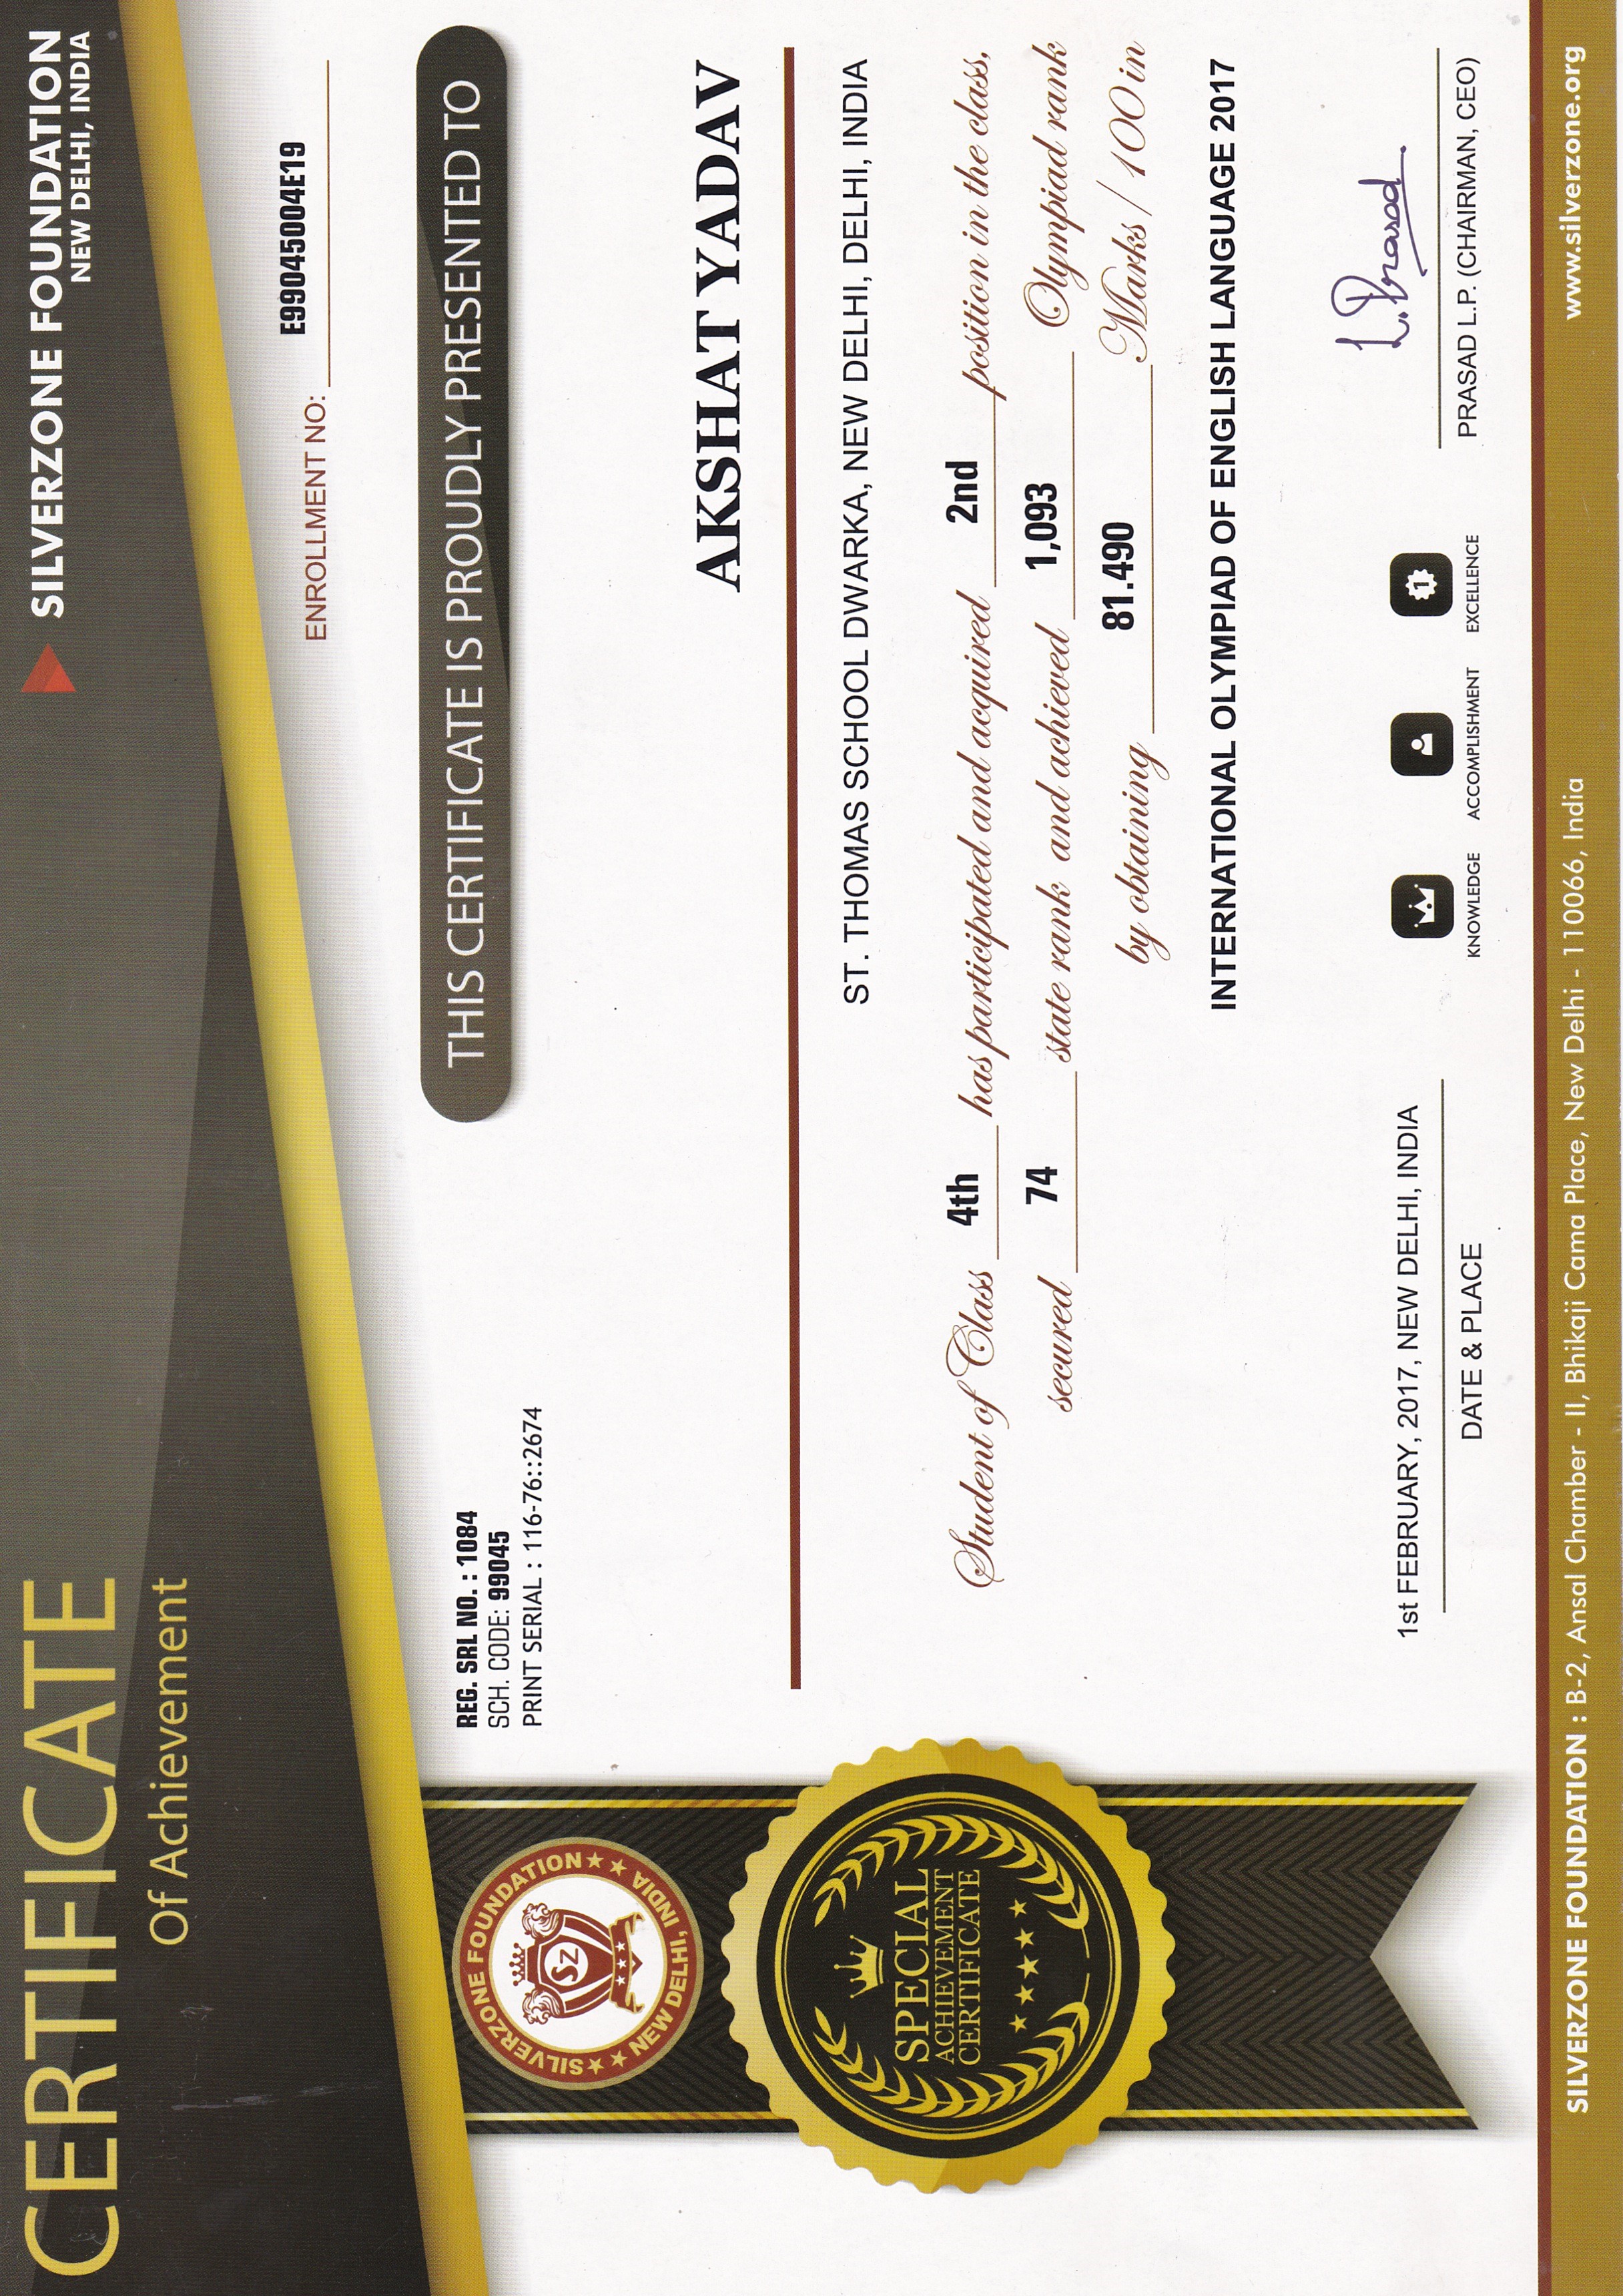 CERTIFICATE
Of Achievement
SILVERZONE FOUNDATION
NEW DELHI, INDIA
ENROLLMENT NO: E99045004E19
REG. SRL NO. : 1084
SCH. CODE: 99045
PRINT SERIAL : 116-76::2674
THIS CERTIFICATE IS PROUDLY PRESENTED TO
SILVERZONE FOUNDATION
SZ
NEW DELHI, INDIA
AKSHAT YADAV
ST. THOMAS SCHOOL DWARKA, NEW DELHI, DELHI, INDIA
SPECIAL
ACHIEVEMENT
CERTIFICATE
Student of Class 4th has participated and acquired 2nd position in the class,
secured 74 state rank and achieved 1,093 Olympiad rank
by obtaining 81.490 Marks / 100 in
INTERNATIONAL OLYMPIAD OF ENGLISH LANGUAGE 2017
L. Prasad
1st FEBRUARY, 2017, NEW DELHI, INDIA
DATE & PLACE
1
KNOWLEDGE ACCOMPLISHMENT EXCELLENCE
PRASAD L.P. (CHAIRMAN, CEO)
SILVERZONE FOUNDATION : B-2, Ansal Chamber - II, Bhikaji Cama Place, New Delhi - 110066, India
www.silverzone.org